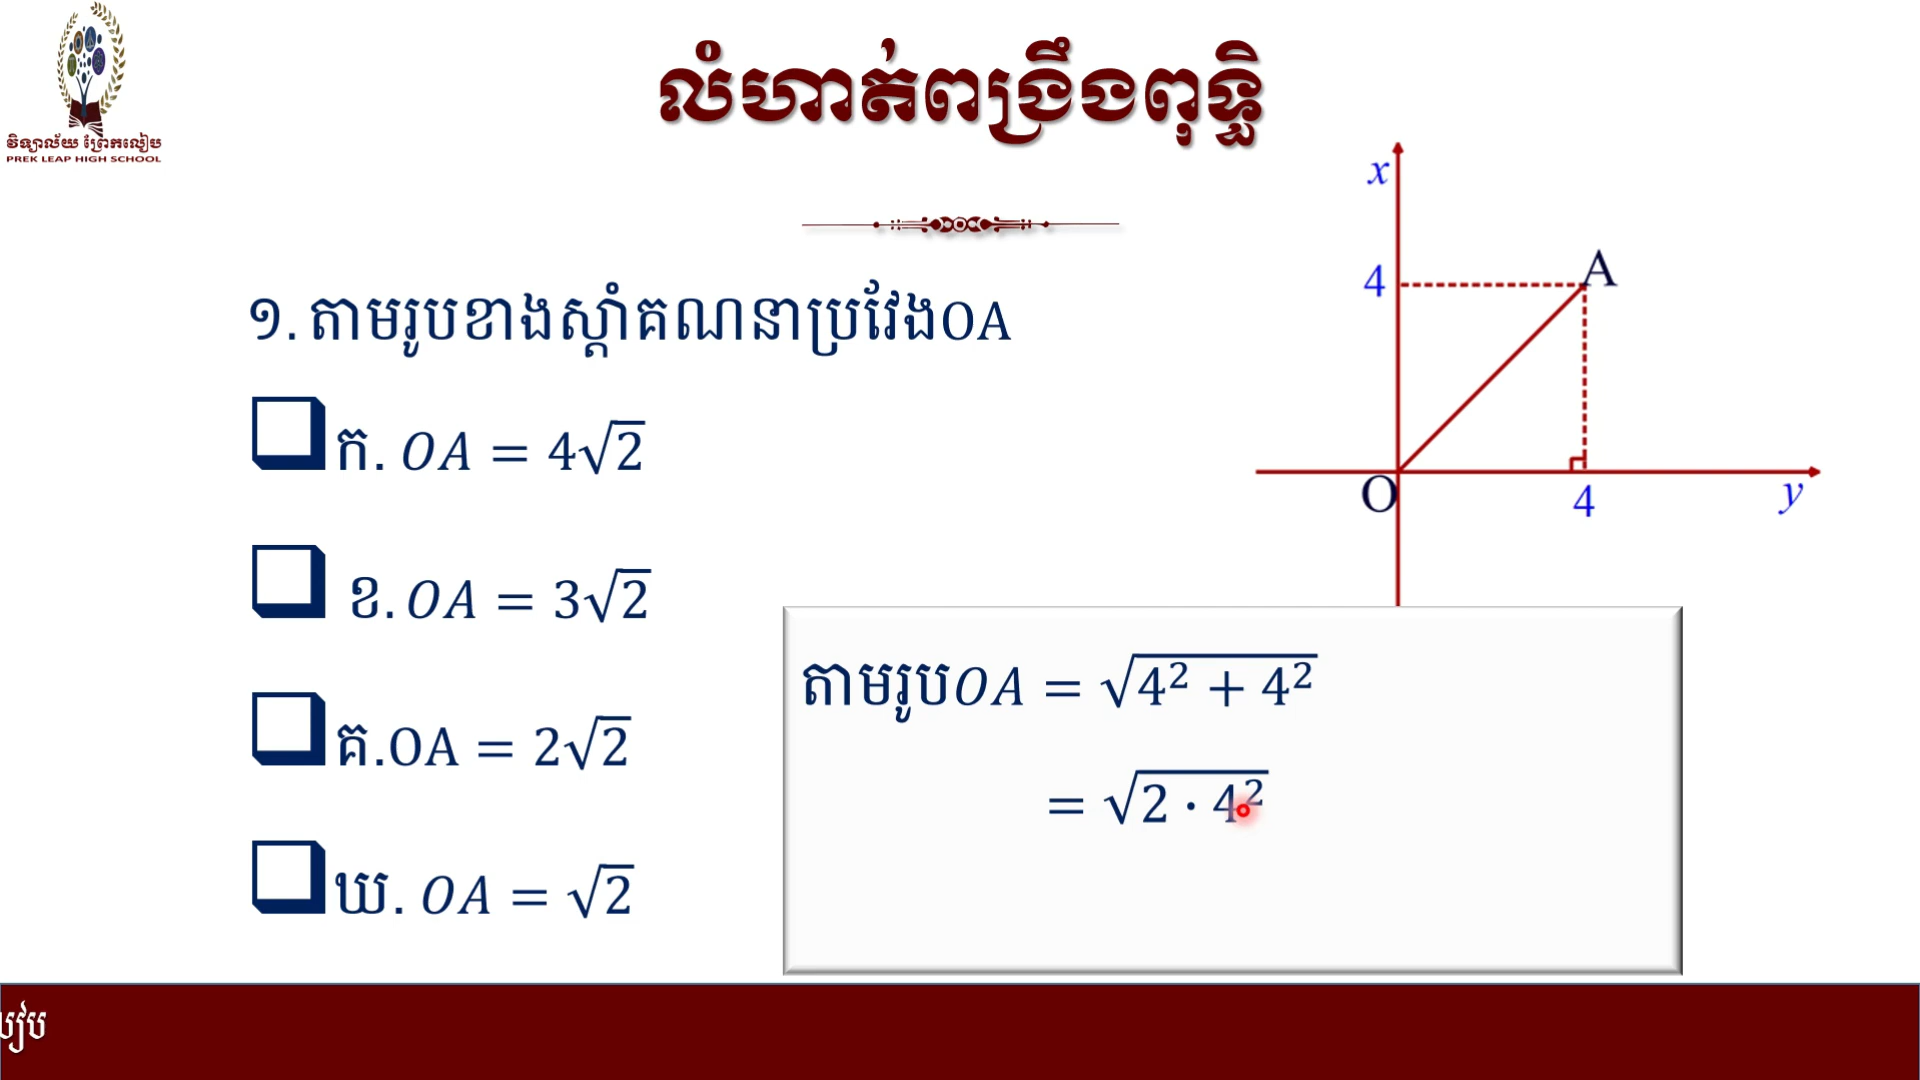 វិទ្យាល័យ ព្រែកលៀប
PREK LEAP HIGH SCHOOL
លំហាត់ពង្រឹងពុទ្ធិ
១. តាមរូបខាងស្តាំគណនាប្រវែងOA
ក. OA = 4√2
ខ. OA = 3√2
គ.OA = 2√2
ឃ. OA = √2
x
4
A
O
4
y
តាមរូបOA = √(4² + 4²)
= √(2 · 4²)